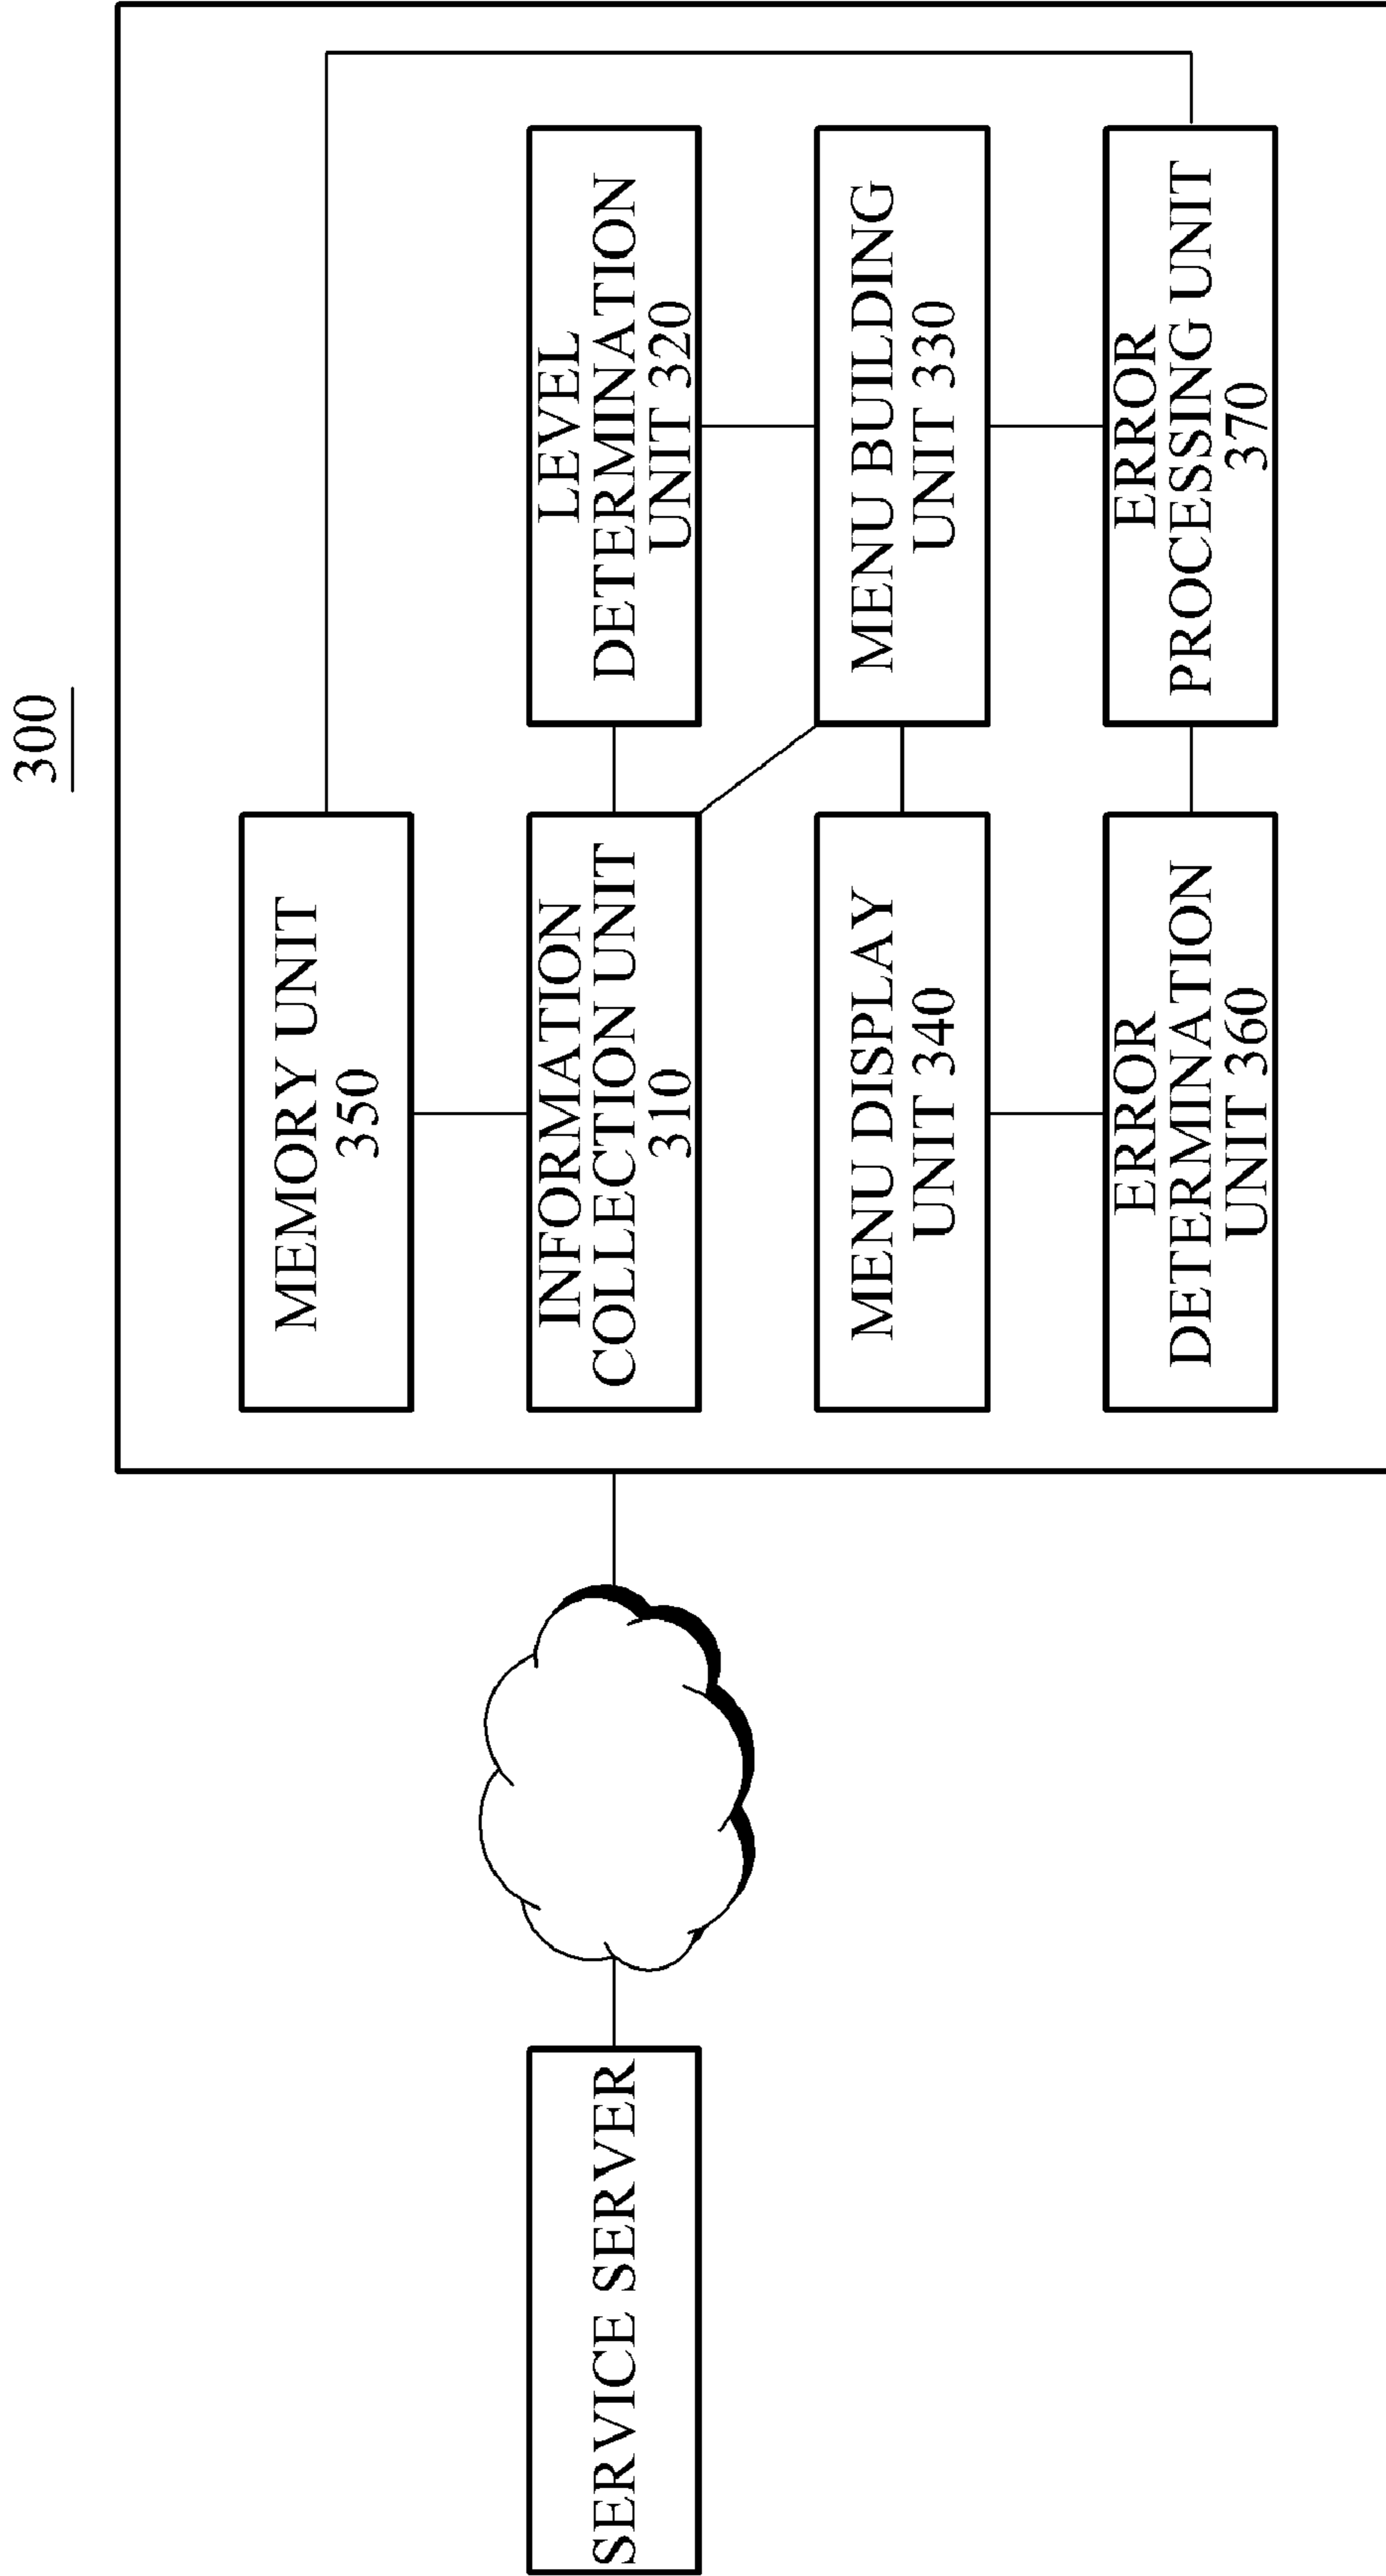 300
MEMORY UNIT
350
INFORMATION
COLLECTION UNIT
310
LEVEL
DETERMINATION
UNIT 320
MENU DISPLAY
UNIT 340
MENU BUILDING
UNIT 330
ERROR
DETERMINATION
UNIT 360
ERROR
PROCESSING UNIT
370
SERVICE SERVER